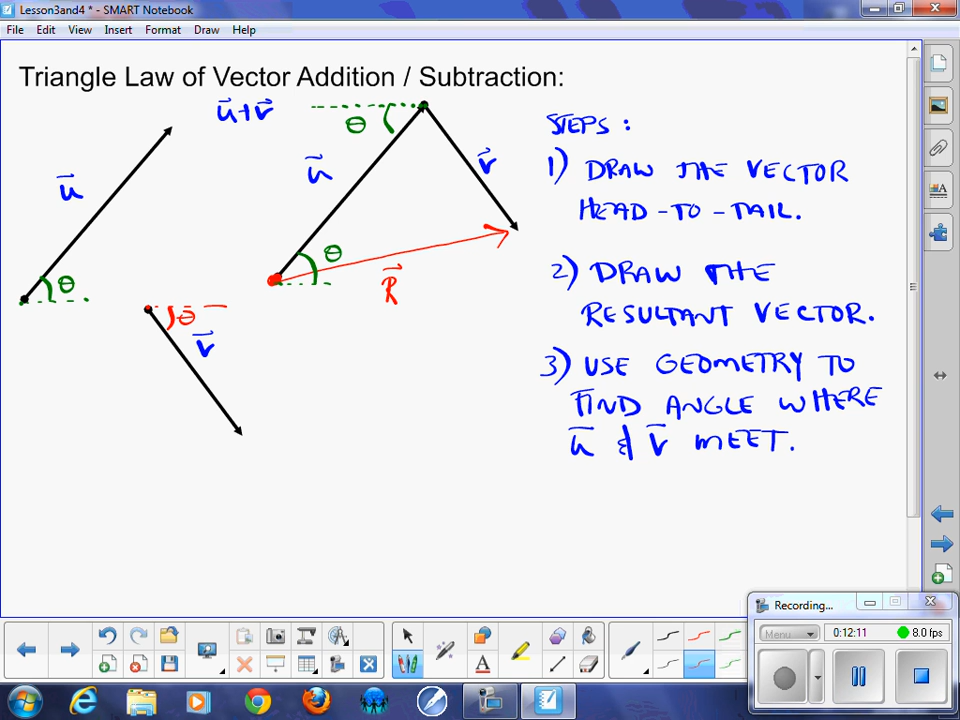 Lesson3and4 * - SMART Notebook
File Edit View Insert Format Draw Help
Triangle Law of Vector Addition / Subtraction:
u⃗+v⃗
θ
u⃗
u⃗
v⃗
θ
θ
R⃗
θ
v⃗
STEPS :
1) DRAW THE VECTOR
HEAD-TO-TAIL.
2) DRAW THE
RESULTANT VECTOR.
3) USE GEOMETRY TO
FIND ANGLE WHERE
u⃗ & v⃗ MEET.
Recording...
Menu 0:12:11 8.0 fps